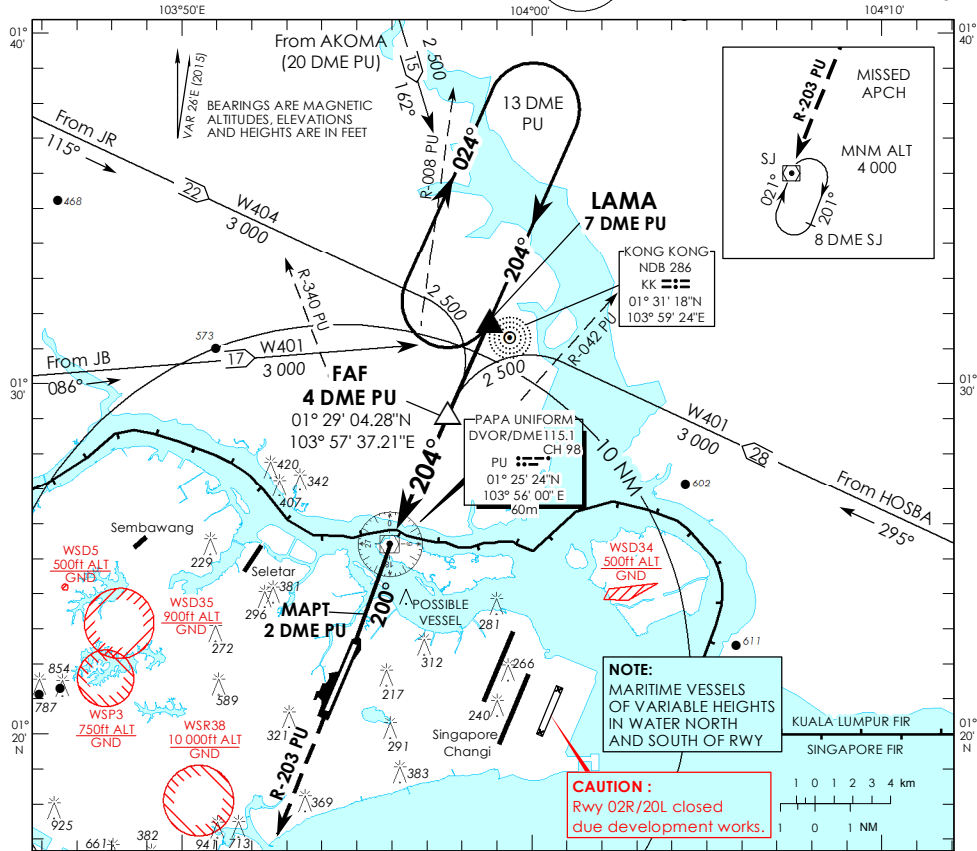 103°50'E
104°00'
104°10'
01°
40'
01°
40'
From AKOMA
(20 DME PU)
2 500
15
162°
VAR 26'E (2015)
BEARINGS ARE MAGNETIC
ALTITUDES, ELEVATIONS
AND HEIGHTS ARE IN FEET
13 DME
PU
R-203 PU
MISSED
APCH
SJ
MNM ALT
4 000
021°
201°
8 DME SJ
From JR
115°
22
W404
3 000
468
R-008 PU
024°
204°
LAMA
7 DME PU
KONG KONG
NDB 286
KK
01° 31' 18"N
103° 59' 24"E
R-340 PU
2 500
573
W401
17
3 000
From JB
086°
R-042 PU
2 500
01°
30'
01°
30'
FAF
4 DME PU
01° 29' 04.28"N
103° 57' 37.21"E
204°
PAPA UNIFORM
DVOR/DME115.1
CH 98
PU
01° 25' 24"N
103° 56' 00" E
60m
10 NM
W401
3 000
28
From HOSBA
295°
602
420
342
407
Sembawang
229
Seletar
WSD5
500ft ALT
GND
WSD34
500ft ALT
GND
WSD35
900ft ALT
GND
381
296
MAPT
2 DME PU
200°
POSSIBLE
VESSEL
281
272
312
611
854
787
589
217
266
240
WSP3
750ft ALT
GND
WSR38
10 000ft ALT
GND
321
291
Singapore
Changi
NOTE:
MARITIME VESSELS
OF VARIABLE HEIGHTS
IN WATER NORTH
AND SOUTH OF RWY
KUALA LUMPUR FIR
SINGAPORE FIR
01°
20'
N
01°
20'
N
R-203 PU
383
369
CAUTION :
Rwy 02R/20L closed
due development works.
1 0 1 2 3 4 km
1 0 1 NM
925
661
382
941
713